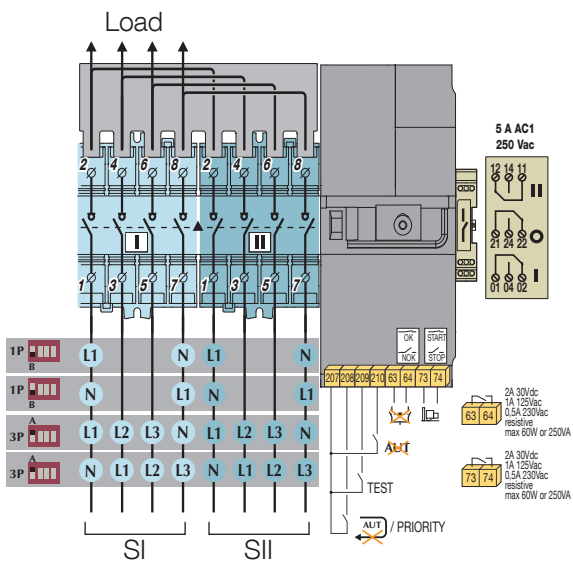 Load
5 A AC1
250 Vac
2 4 6 8 2 4 6 8
12 14 11
II
I II
21 24 22
O
1 3 5 7 1 3 5 7
I
01 04 02
OK START
NOK STOP
1P B L1 N L1 N
207 208 209 210 63 64 73 74
1P B N L1 N L1
2A 30Vdc
1A 125Vac
63 64 0,5A 230Vac
resistive
max 60W or 250VA
3P A L1 L2 L3 N L1 L2 L3 N
AUT
3P A N L1 L2 L3 N L1 L2 L3
2A 30Vdc
1A 125Vac
73 74 0,5A 230Vac
resistive
max 60W or 250VA
TEST
AUT / PRIORITY
SI SII